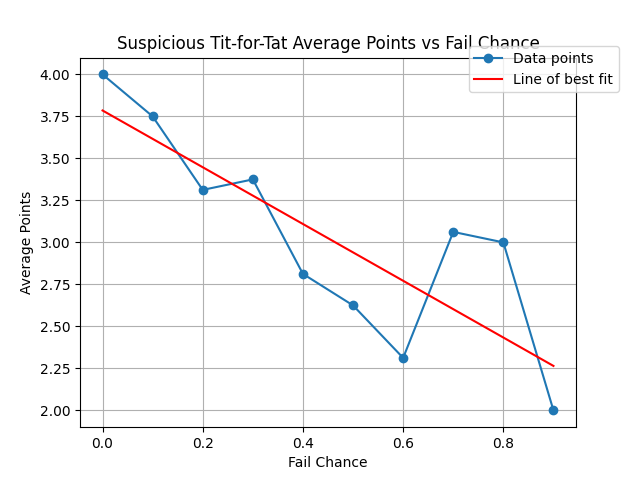 Suspicious Tit-for-Tat Average Points vs Fail Chance
Data points
Line of best fit
4.00
3.75
3.50
3.25
3.00
2.75
2.50
2.25
2.00
Average Points
0.0 0.2 0.4 0.6 0.8
Fail Chance